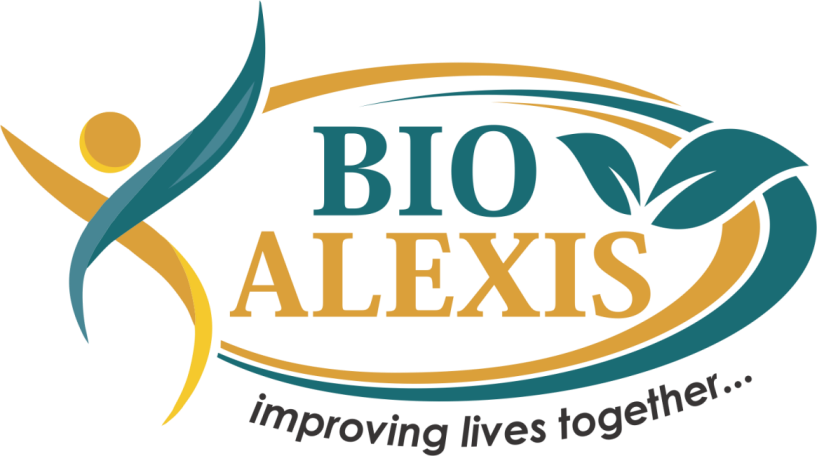 BIO
ALEXIS
improving lives together...